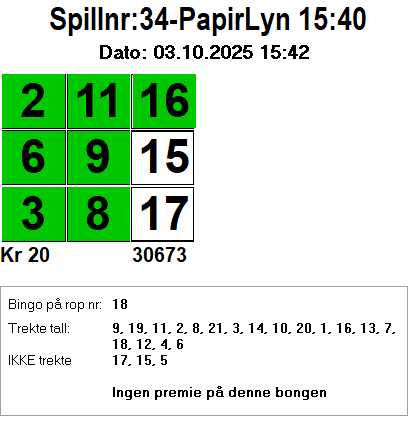 Spillnr:34-PapirLyn 15:40
Dato: 03.10.2025 15:42
2 11 16
6 9 15
3 8 17
Kr 20 30673
Bingo på rop nr: 18
Trekte tall: 9, 19, 11, 2, 8, 21, 3, 14, 10, 20, 1, 16, 13, 7,
18, 12, 4, 6
IKKE trekte 17, 15, 5
Ingen premie på denne bongen